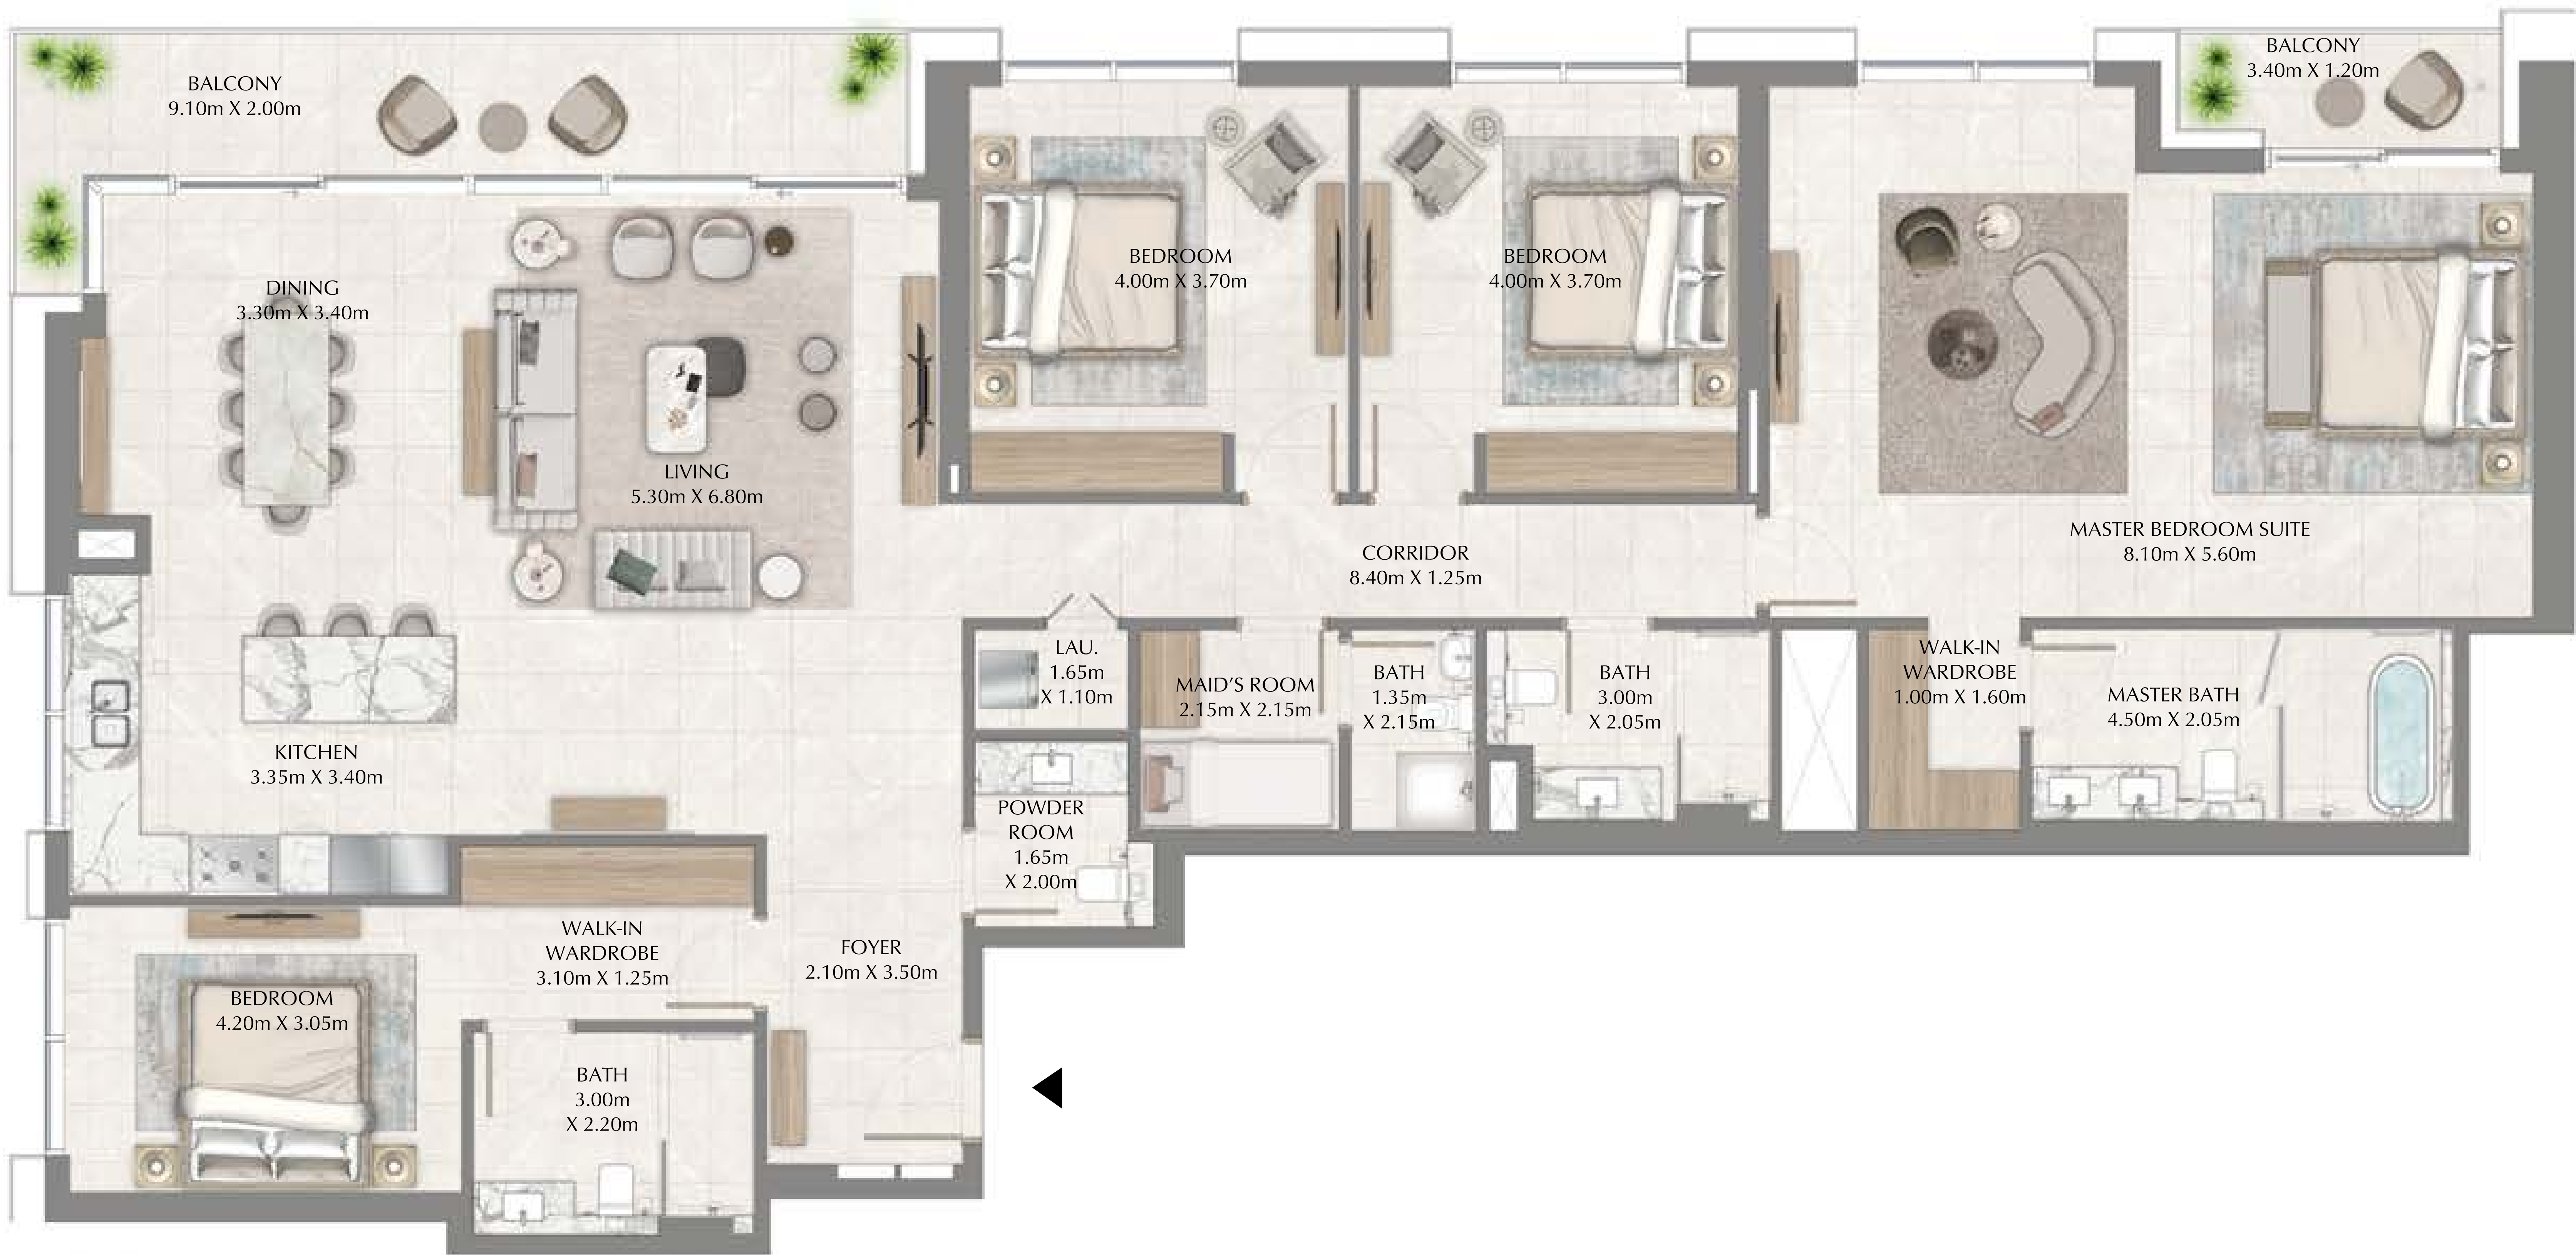 BALCONY
9.10m X 2.00m
BALCONY
3.40m X 1.20m
DINING
3.30m X 3.40m
LIVING
5.30m X 6.80m
BEDROOM
4.00m X 3.70m
BEDROOM
4.00m X 3.70m
MASTER BEDROOM SUITE
8.10m X 5.60m
CORRIDOR
8.40m X 1.25m
KITCHEN
3.35m X 3.40m
LAU.
1.65m
X 1.10m
MAID'S ROOM
2.15m X 2.15m
BATH
1.35m
X 2.15m
BATH
3.00m
X 2.05m
WALK-IN
WARDROBE
1.00m X 1.60m
MASTER BATH
4.50m X 2.05m
POWDER
ROOM
1.65m
X 2.00m
WALK-IN
WARDROBE
3.10m X 1.25m
FOYER
2.10m X 3.50m
BEDROOM
4.20m X 3.05m
BATH
3.00m
X 2.20m